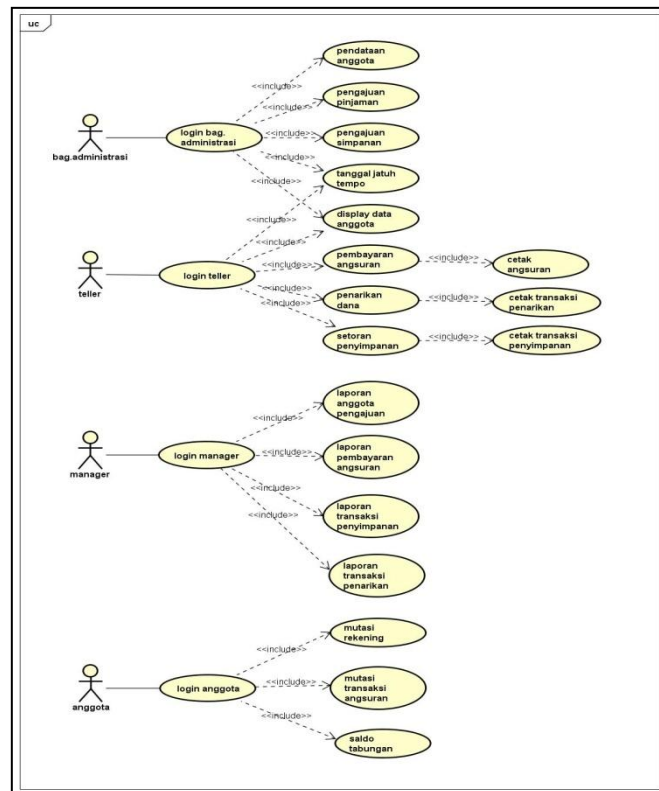 uc
pendataan
anggota
<<include>>
pengajuan
pinjaman
<<include>>
login bag.
administrasi
<<include>>
pengajuan
simpanan
bag.administrasi
<<include>>
tanggal jatuh
tempo
<<include>>
<<include>>
display data
anggota
<<include>>
pembayaran
angsuran
<<include>>
cetak
angsuran
<<include>>
login teller
teller
<<include>>
penarikan
dana
<<include>>
cetak transaksi
penarikan
<<include>>
setoran
penyimpanan
<<include>>
cetak transaksi
penyimpanan
laporan
anggota
pengajuan
<<include>>
login manager
manager
<<include>>
laporan
pembayaran
angsuran
<<include>>
laporan
transaksi
penyimpanan
<<include>>
laporan
transaksi
penarikan
mutasi
rekening
<<include>>
login anggota
anggota
<<include>>
mutasi
transaksi
angsuran
<<include>>
saldo
tabungan